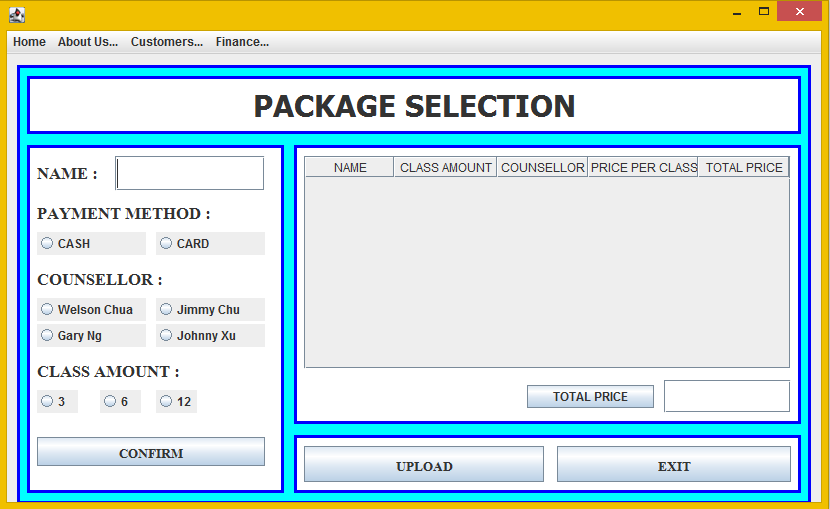 Home About Us... Customers... Finance...
PACKAGE SELECTION
NAME :
PAYMENT METHOD :
CASH CARD
COUNSELLOR :
Welson Chua Jimmy Chu
Gary Ng Johnny Xu
CLASS AMOUNT :
3 6 12
CONFIRM
NAME CLASS AMOUNT COUNSELLOR PRICE PER CLASS TOTAL PRICE
TOTAL PRICE
UPLOAD EXIT